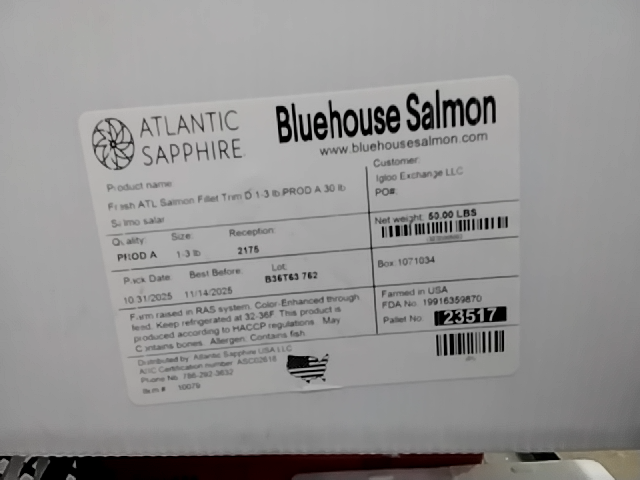 ATLANTIC
SAPPHIRE
Bluehouse Salmon
www.bluehousesalmon.com
Product name:
Fresh ATL Salmon Fillet Trim D 1-3 lb PROD A 30 lb
Salmo salar
Customer:
Igloo Exchange LLC
PO#:
Quality: Size: Reception:
PROD A 1-3 lb 2175
Net weight: 50.00 LBS
Pack Date: Best Before: Lot:
10/31/2025 11/14/2025 B36T63 762
Box: 1071034
Farm raised in RAS system. Color-Enhanced through
feed. Keep refrigerated at 32-36F. This product is
produced according to HACCP regulations. May
Contains bones. Allergen: Contains fish.
Farmed in USA
FDA No. 19916359870
Pallet No: 23517
Distributed by: Atlantic Sapphire USA LLC
Certification number: ASC02618
Phone No. 786-292-3632
Item # 10079